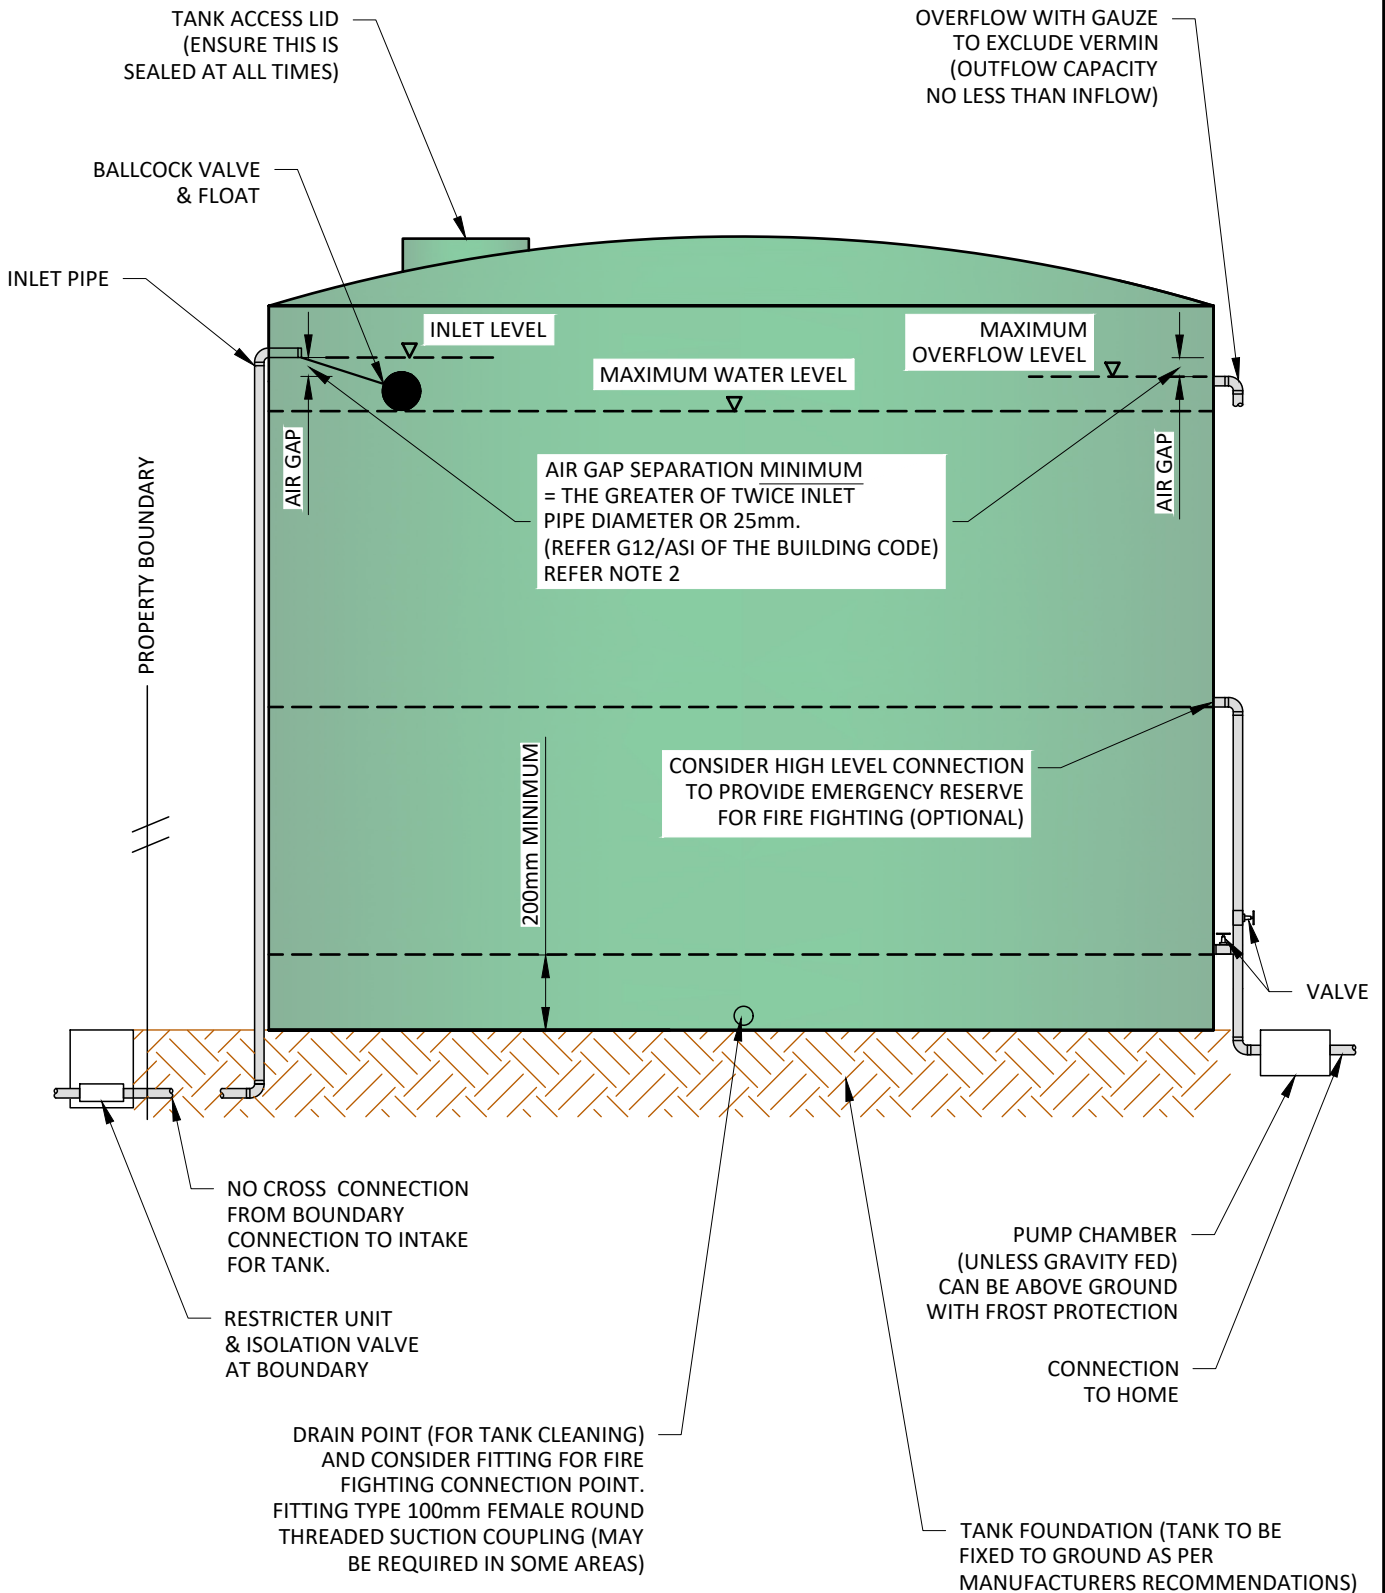 TANK ACCESS LID
(ENSURE THIS IS
SEALED AT ALL TIMES)
OVERFLOW WITH GAUZE
TO EXCLUDE VERMIN
(OUTFLOW CAPACITY
NO LESS THAN INFLOW)
BALLCOCK VALVE
& FLOAT
INLET PIPE
INLET LEVEL
MAXIMUM
OVERFLOW LEVEL
MAXIMUM WATER LEVEL
AIR GAP
AIR GAP
AIR GAP SEPARATION MINIMUM
= THE GREATER OF TWICE INLET
PIPE DIAMETER OR 25mm.
(REFER G12/ASI OF THE BUILDING CODE)
REFER NOTE 2
PROPERTY BOUNDARY
200mm MINIMUM
CONSIDER HIGH LEVEL CONNECTION
TO PROVIDE EMERGENCY RESERVE
FOR FIRE FIGHTING (OPTIONAL)
VALVE
NO CROSS CONNECTION
FROM BOUNDARY
CONNECTION TO INTAKE
FOR TANK.
RESTRICTER UNIT
& ISOLATION VALVE
AT BOUNDARY
PUMP CHAMBER
(UNLESS GRAVITY FED)
CAN BE ABOVE GROUND
WITH FROST PROTECTION
CONNECTION
TO HOME
DRAIN POINT (FOR TANK CLEANING)
AND CONSIDER FITTING FOR FIRE
FIGHTING CONNECTION POINT.
FITTING TYPE 100mm FEMALE ROUND
THREADED SUCTION COUPLING (MAY
BE REQUIRED IN SOME AREAS)
TANK FOUNDATION (TANK TO BE
FIXED TO GROUND AS PER
MANUFACTURERS RECOMMENDATIONS)